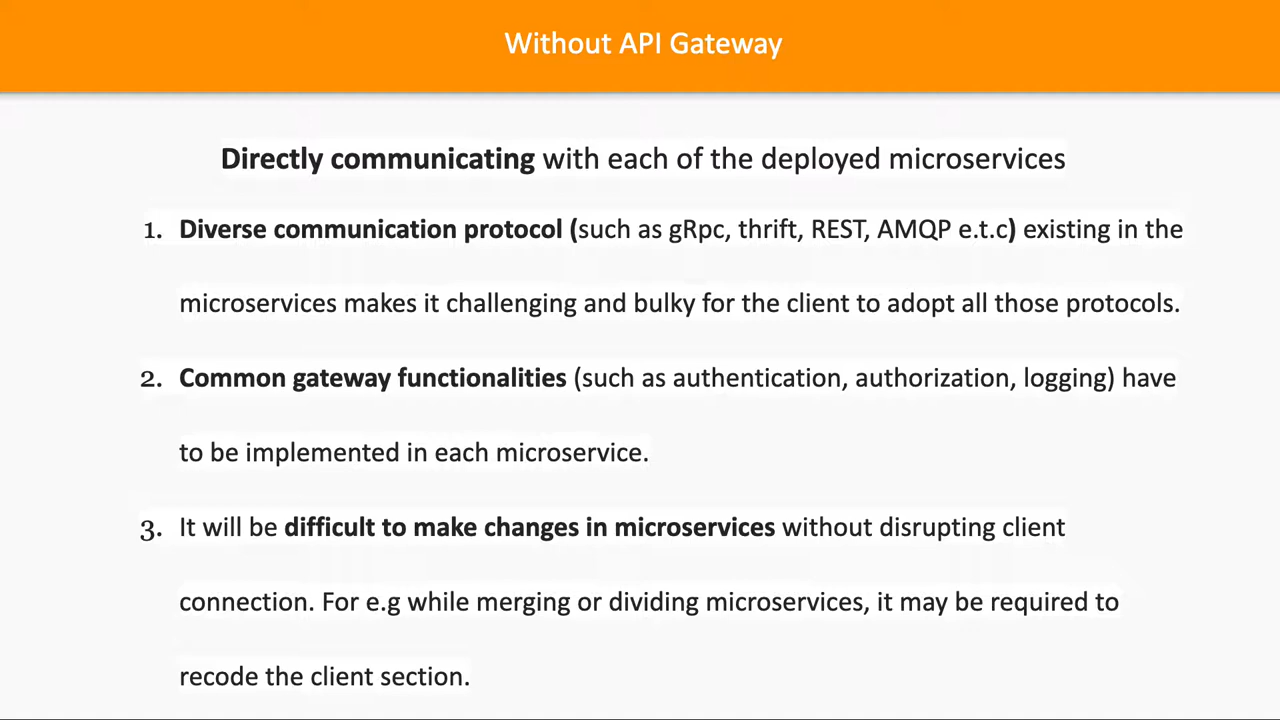 Without API Gateway
Directly communicating with each of the deployed microservices
1. Diverse communication protocol (such as gRpc, thrift, REST, AMQP e.t.c) existing in the
microservices makes it challenging and bulky for the client to adopt all those protocols.
2. Common gateway functionalities (such as authentication, authorization, logging) have
to be implemented in each microservice.
3. It will be difficult to make changes in microservices without disrupting client
connection. For e.g while merging or dividing microservices, it may be required to
recode the client section.